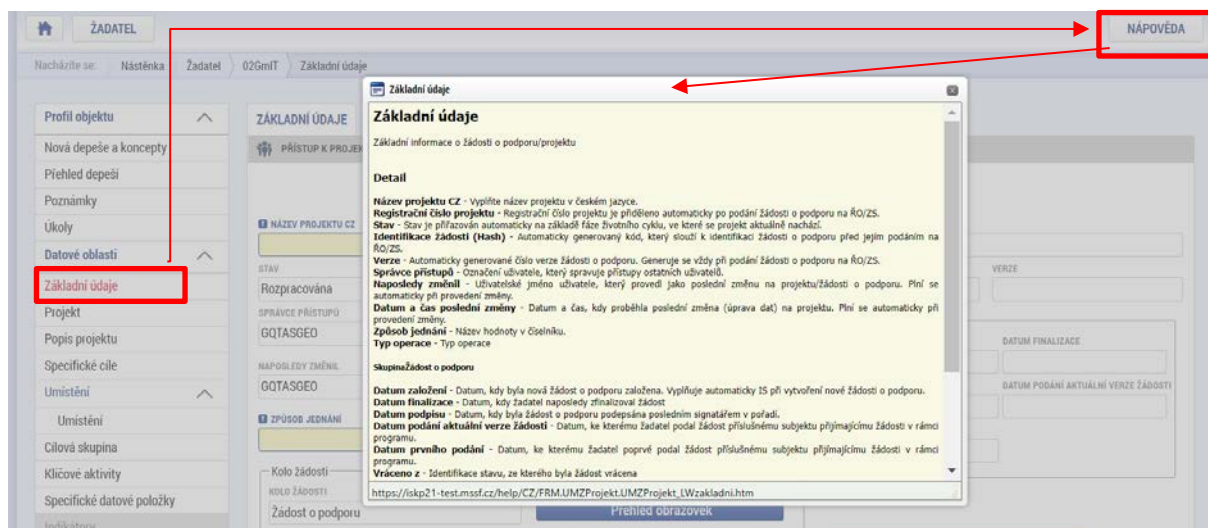 ŽADATEL
NÁPOVĚDA
Nacházíte se: Nástěnka Žadatel 02GmIT Základní údaje
Profil objektu
Nová depeše a koncepty
Přehled depeší
Poznámky
Úkoly
Datové oblasti
Základní údaje
Projekt
Popis projektu
Specifické cíle
Umístění
Umístění
Cílová skupina
Klíčové aktivity
Specifické datové položky
Indikátory
ZÁKLADNÍ ÚDAJE
PŘÍSTUP K PROJEK
NÁZEV PROJEKTU CZ
STAV
Rozpracována
SPRÁVCE PŘÍSTUPŮ
GQTASGEO
NAPOSLEDY ZMĚNIL
GQTASGEO
ZPŮSOB JEDNÁNÍ
Kolo žádosti
KOLO ŽÁDOSTI
Žádost o podporu
Základní údaje
Základní údaje
Základní informace o žádosti o podporu/projektu
Detail
Název projektu CZ - Vyplňte název projektu v českém jazyce.
Registrační číslo projektu - Registrační číslo projektu je přiděleno automaticky po podání žádosti o podporu na ŘO/ZS.
Stav - Stav je přiřazován automaticky na základě fáze životního cyklu, ve které se projekt aktuálně nachází.
Identifikace žádosti (Hash) - Automaticky generovaný kód, který slouží k identifikaci žádosti o podporu před jejím podáním na
ŘO/ZS.
Verze - Automaticky generované číslo verze žádosti o podporu. Generuje se vždy při podání žádosti o podporu na ŘO/ZS.
Správce přístupů - Označení uživatele, který spravuje přístupy ostatních uživatelů.
Naposledy změnil - Uživatelské jméno uživatele, který provedl jako poslední změnu na projektu/žádosti o podporu. Plní se
automaticky při provedení změny.
Datum a čas poslední změny - Datum a čas, kdy proběhla poslední změna (úprava dat) na projektu. Plní se automaticky při
provedení změny.
Způsob jednání - Název hodnoty v číselníku.
Typ operace - Typ operace
SkupinaŽádost o podporu
Datum založení - Datum, kdy byla nová žádost o podporu založena. Vyplňuje automaticky IS při vytvoření nové žádosti o podporu.
Datum finalizace - Datum, kdy žadatel naposledy zfinalizoval žádost
Datum podpisu - Datum, kdy byla žádost o podporu podepsána posledním signatářem v pořadí.
Datum podání aktuální verze žádosti - Datum, ke kterému žadatel podal žádost příslušnému subjektu přijímajícímu žádosti v rámci
programu.
Datum prvního podání - Datum, ke kterému žadatel poprvé podal žádost příslušnému subjektu přijímajícímu žádosti v rámci
programu.
Vráceno z - Identifikace stavu, ze kterého byla žádost vrácena
https://iskp21-test.mssf.cz/help/CZ/FRM.UMZProjekt.UMZProjekt_LWzakladni.htm
Přehled obrazovek
VERZE
DATUM FINALIZACE
DATUM PODÁNÍ AKTUÁLNÍ VERZE ŽÁDOSTI